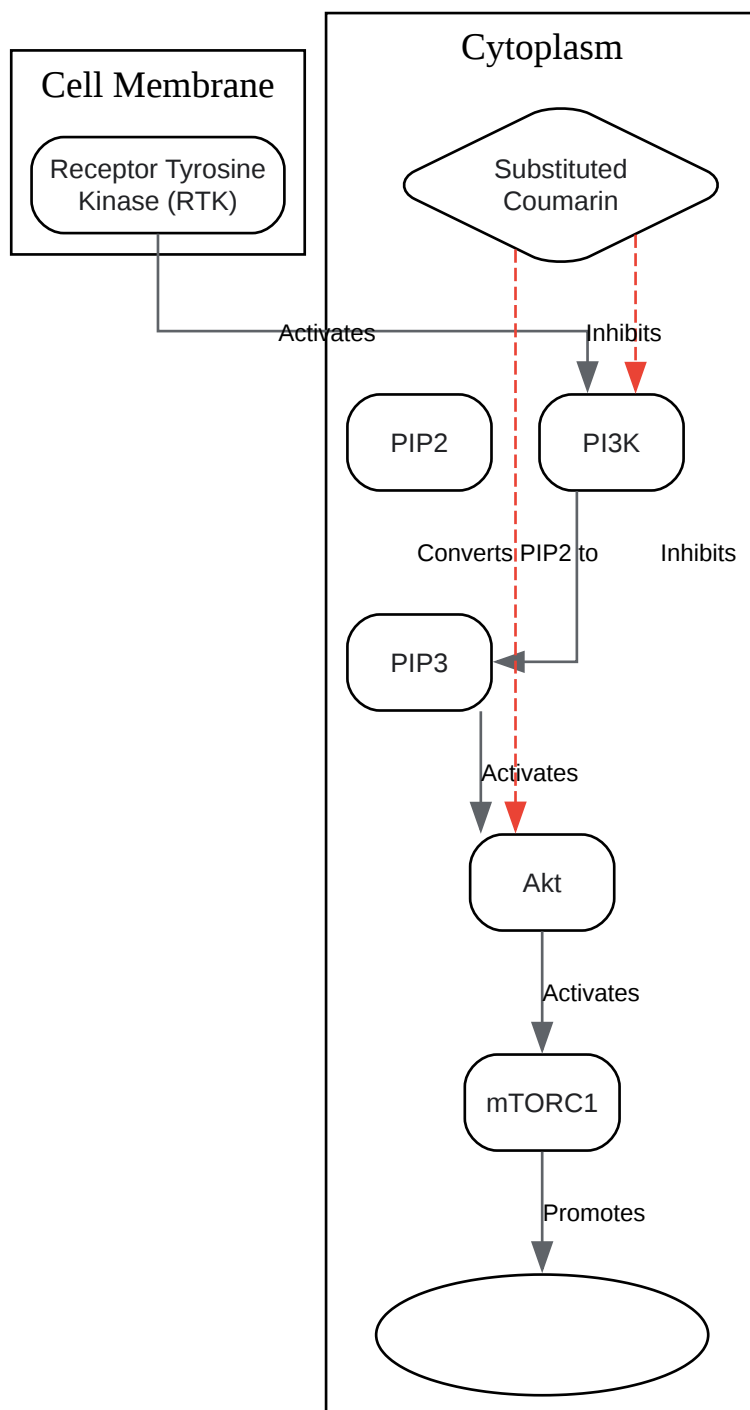 Cytoplasm
Cell Membrane
Receptor Tyrosine
Kinase (RTK)
Substituted
Coumarin
Activates
Inhibits
PIP2
PI3K
Converts PIP2 to
Inhibits
PIP3
Activates
Akt
Activates
mTORC1
Promotes